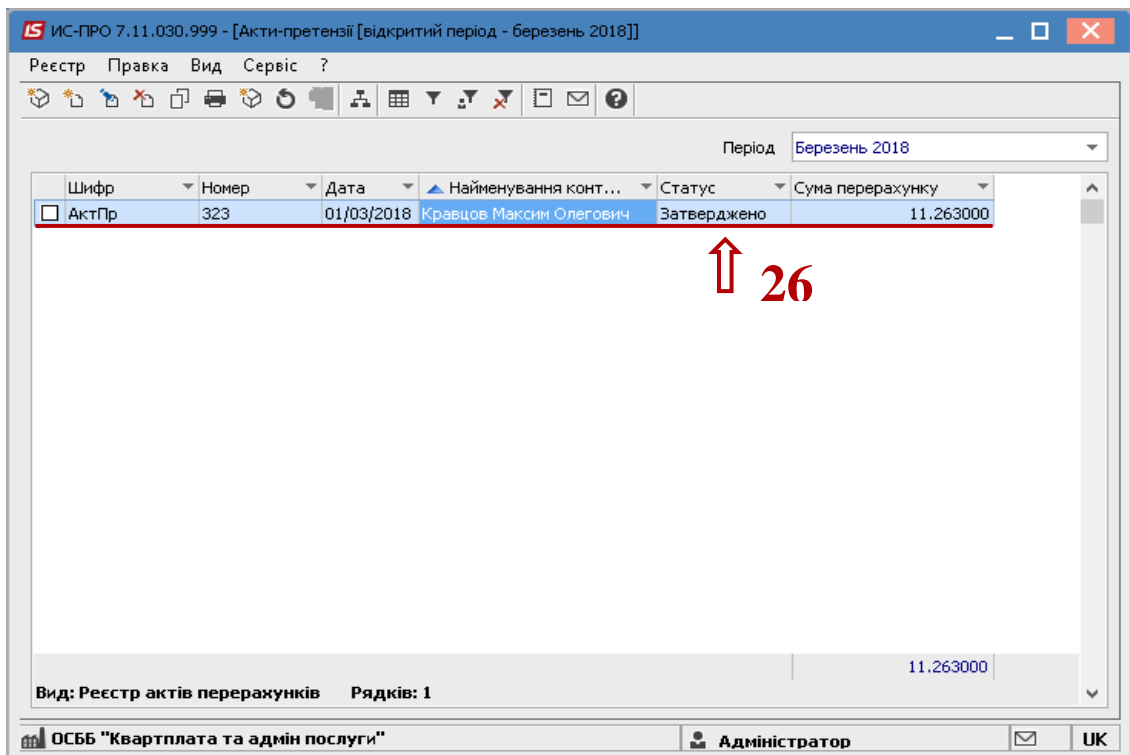 ИС-ПРО 7.11.030.999 - [Акти-претензії [відкритий період - березень 2018]]
Реєстр Правка Вид Сервіс ?
Період Березень 2018
Шифр Номер Дата Найменування конт... Статус Сума перерахунку
АктПр 323 01/03/2018 Кравцов Максим Олегович Затверджено 11.263000
26
11.263000
Вид: Реєстр актів перерахунків Рядків: 1
ОСББ "Квартплата та адмін послуги" Адміністратор UK